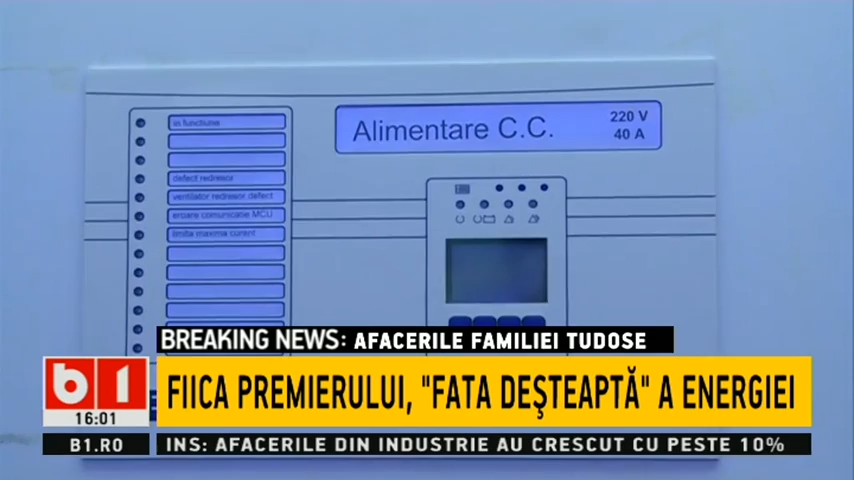 in functiune
defect redresor
ventilator redresor defect
eroare comunicatie MCU
limita maxima curent
Alimentare C.C.
220 V
40 A
BREAKING NEWS: AFACERILE FAMILIEI TUDOSE
b1
16:01
FIICA PREMIERULUI, "FATA DEŞTEAPTĂ" A ENERGIEI
B1.RO
INS: AFACERILE DIN INDUSTRIE AU CRESCUT CU PESTE 10%